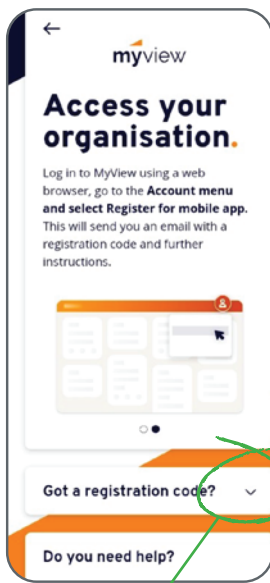 myview
Access your
organisation.
Log in to MyView using a web
browser, go to the Account menu
and select Register for mobile app.
This will send you an email with a
registration code and further
instructions.
Got a registration code?
Do you need help?